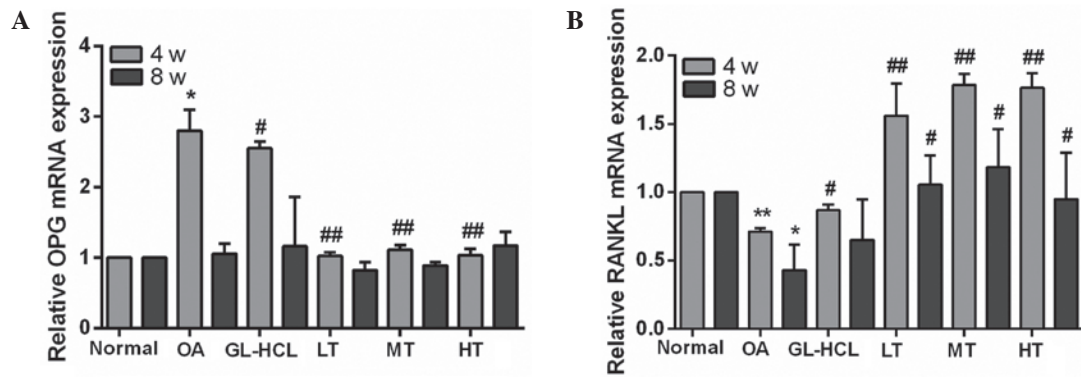 A
Relative OPG mRNA expression
4
3
2
1
0
4 w
8 w
*
#
##
##
##
Normal OA GL-HCL LT MT HT
B
Relative RANKL mRNA expression
2.0
1.5
1.0
0.5
0.0
4 w
8 w
**
*
#
##
#
##
#
##
#
Normal OA GL-HCL LT MT HT